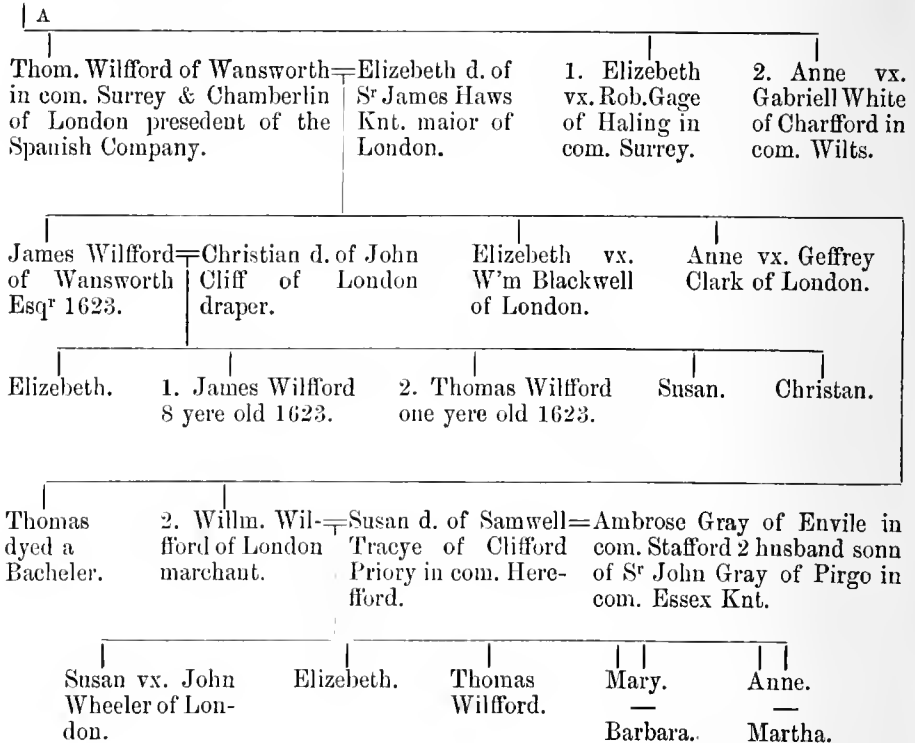 A
Thom. Wilfford of Wansworth
in com. Surrey & Chamberlin
of London presedent of the
Spanish Company.
Elizebeth d. of
Sʳ James Haws
Knt. maior of
London.
1. Elizebeth
vx. Rob. Gage
of Haling in
com. Surrey.
2. Anne vx.
Gabriell White
of Charfford in
com. Wilts.
James Wilfford
of Wansworth
Esqʳ 1623.
Christian d. of John
Cliff of London
draper.
Elizebeth vx.
W'm Blackwell
of London.
Anne vx. Geffrey
Clark of London.
Elizebeth.
1. James Wilfford
8 yere old 1623.
2. Thomas Wilfford
one yere old 1623.
Susan.
Christan.
Thomas
dyed a
Bacheler.
2. Willm. Wil-
fford of London
marchant.
Susan d. of Samwell
Tracye of Clifford
Priory in com. Here-
fford.
Ambrose Gray of Envile in
com. Stafford 2 husband sonn
of Sʳ John Gray of Pirgo in
com. Essex Knt.
Susan vx. John
Wheeler of Lon-
don.
Elizebeth.
Thomas
Wilfford.
Mary.
Barbara.
Anne.
Martha.